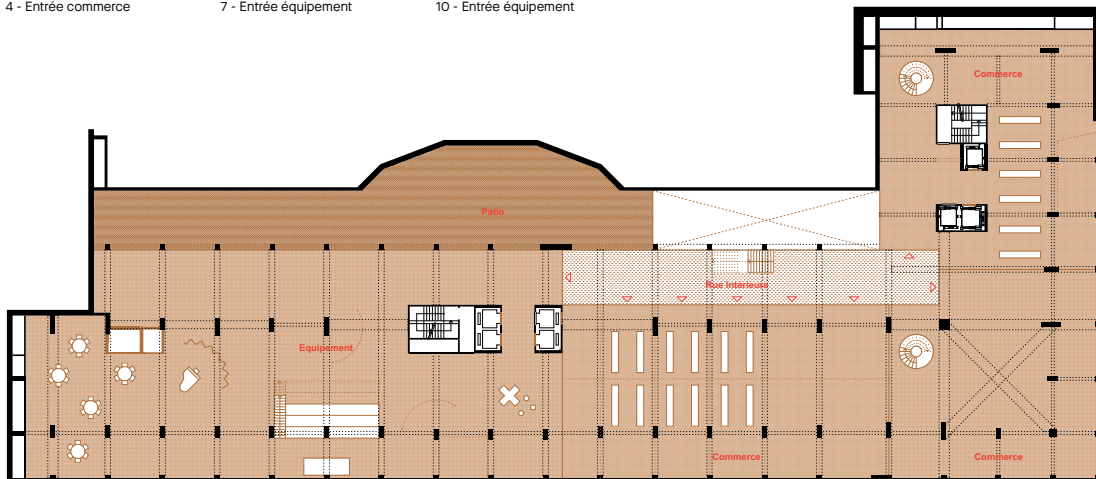 4 - Entrée commerce 7 - Entrée équipement 10 - Entrée équipement
Commerce
Patio
Rue Intérieure
Equipement
Commerce
Commerce